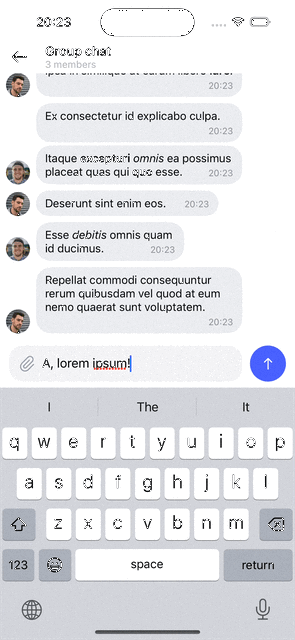 20:23
Group chat
3 members
20:23
Ex consectetur id explicabo culpa.
20:23
Itaque excepturi omnis ea possimus
placeat quas qui quo esse. 20:23
Deserunt sint enim eos. 20:23
Esse debitis omnis quam
id ducimus. 20:23
Repellat commodi consequuntur
rerum quibusdam vel quod at eum
nemo quaerat sunt voluptatem.
20:23
A, lorem ipsum!
I The It
q w e r t y u i o p
a s d f g h j k l
z x c v b n m
123 space return